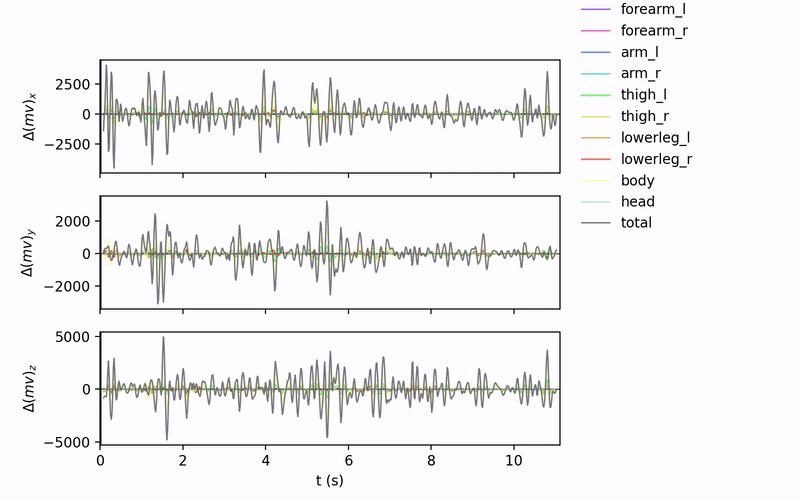 forearm_l
forearm_r
arm_l
arm_r
thigh_l
thigh_r
lowerleg_l
lowerleg_r
body
head
total
2500
0
−2500
Δ(mv)ₓ
2000
0
−2000
Δ(mv)y
5000
0
−5000
Δ(mv)z
0 2 4 6 8 10
t (s)